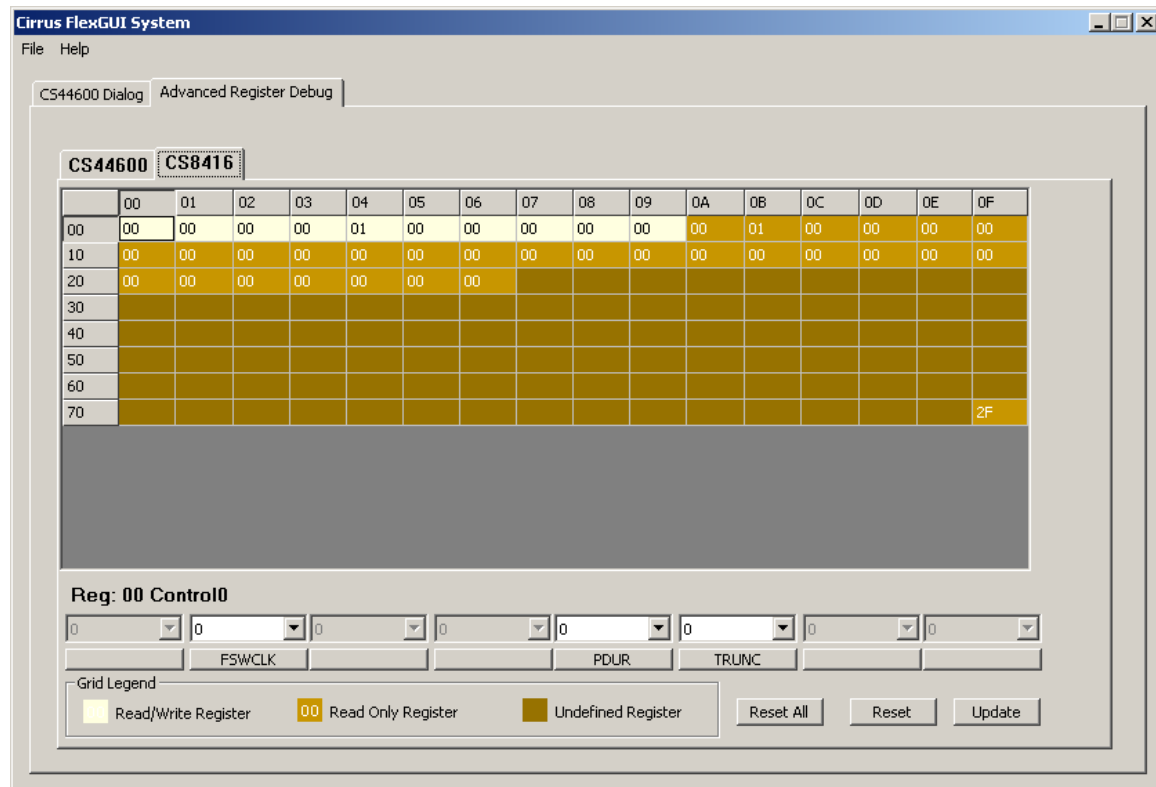 Cirrus FlexGUI System
File Help
CS44600 Dialog Advanced Register Debug
CS44600 CS8416
00 01 02 03 04 05 06 07 08 09 0A 0B 0C 0D 0E 0F
00 00 00 00 00 01 00 00 00 00 00 00 01 00 00 00 00
10 00 00 00 00 00 00 00 00 00 00 00 00 00 00 00 00
20 00 00 00 00 00 00 00
30
40
50
60
70 2F
Reg: 00 Control0
0 0 0 0 0 0 0 0
FSWCLK PDUR TRUNC
Grid Legend
Read/Write Register 00 Read Only Register Undefined Register Reset All Reset Update